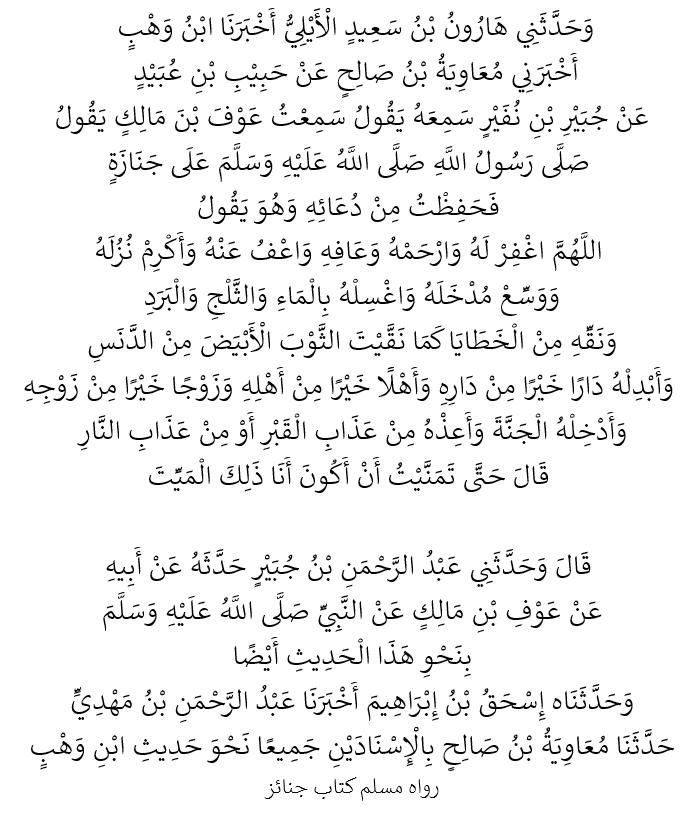 وَحَدَّثَنِي هَارُونُ بْنُ سَعِيدٍ الْأَيْلِيُّ أَخْبَرَنَا ابْنُ وَهْبٍ
أَخْبَرَنِي مُعَاوِيَةُ بْنُ صَالِحٍ عَنْ حَبِيْبِ بْنِ عُبَيْدٍ
عَنْ جُبَيْرِ بْنِ نُفَيْرٍ سَمِعَهُ يَقُولُ سَمِعْتُ عَوْفَ بْنَ مَالِكٍ يَقُولُ
صَلَّى رَسُولُ اللَّهِ صَلَّى اللَّهُ عَلَيْهِ وَسَلَّمَ عَلَى جَنَازَةٍ
فَحَفِظْتُ مِنْ دُعَائِهِ وَهُوَ يَقُولُ
اللَّهُمَّ اغْفِرْ لَهُ وَارْحَمْهُ وَعَافِهِ وَاعْفُ عَنْهُ وَأَكْرِمْ نُزُلَهُ
وَوَسِّعْ مُدْخَلَهُ وَاغْسِلْهُ بِالْمَاءِ وَالثَّلْجِ وَالْبَرَدِ
وَنَقِّهِ مِنْ الْخَطَايَا كَمَا نَقَّيْتَ الثَّوْبَ الْأَبْيَضَ مِنْ الدَّنَسِ
وَأَبْدِلْهُ دَارًا خَيْرًا مِنْ دَارِهِ وَأَهْلًا خَيْرًا مِنْ أَهْلِهِ وَزَوْجًا خَيْرًا مِنْ زَوْجِهِ
وَأَدْخِلْهُ الْجَنَّةَ وَأَعِذْهُ مِنْ عَذَابِ الْقَبْرِ أَوْ مِنْ عَذَابِ النَّارِ
قَالَ حَتَّى تَمَنَّيْتُ أَنْ أَكُونَ أَنَا ذَلِكَ الْمَيِّتَ
قَالَ وَحَدَّثَنِي عَبْدُ الرَّحْمَنِ بْنُ جُبَيْرٍ حَدَّثَهُ عَنْ أَبِيهِ
عَنْ عَوْفِ بْنِ مَالِكٍ عَنْ النَّبِيِّ صَلَّى اللَّهُ عَلَيْهِ وَسَلَّمَ
بِنَحْوِ هَذَا الْحَدِيثِ أَيْضًا
وَحَدَّثَنَاه إِسْحَقُ بْنُ إِبْرَاهِيمَ أَخْبَرَنَا عَبْدُ الرَّحْمَنِ بْنُ مَهْدِيٍّ
حَدَّثَنَا مُعَاوِيَةُ بْنُ صَالِحٍ بِالْإِسْنَادَيْنِ جَمِيعًا نَحْوَ حَدِيثِ ابْنِ وَهْبٍ
رواه مسلم كتاب جنائز